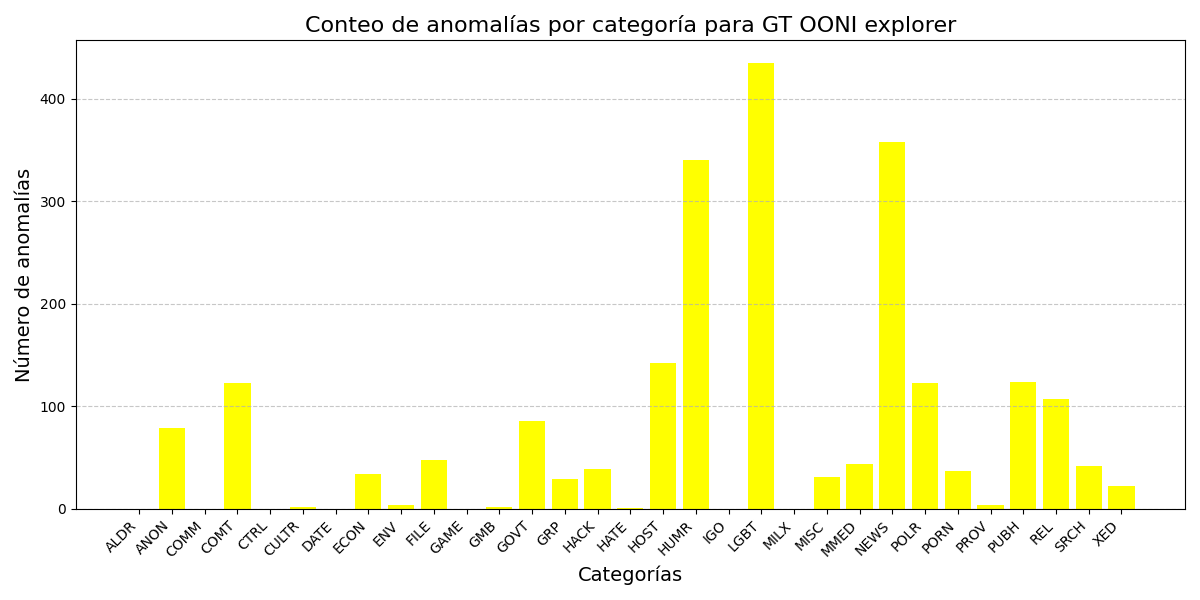 Conteo de anomalías por categoría para GT OONI explorer
Número de anomalías
400
300
200
100
0
ALDR
ANON
COMM
COMT
CTRL
CULTR
DATE
ECON
ENV
FILE
GAME
GMB
GOVT
GRP
HACK
HATE
HOST
HUMR
IGO
LGBT
MILX
MISC
MMED
NEWS
POLR
PORN
PROV
PUBH
REL
SRCH
XED
Categorías